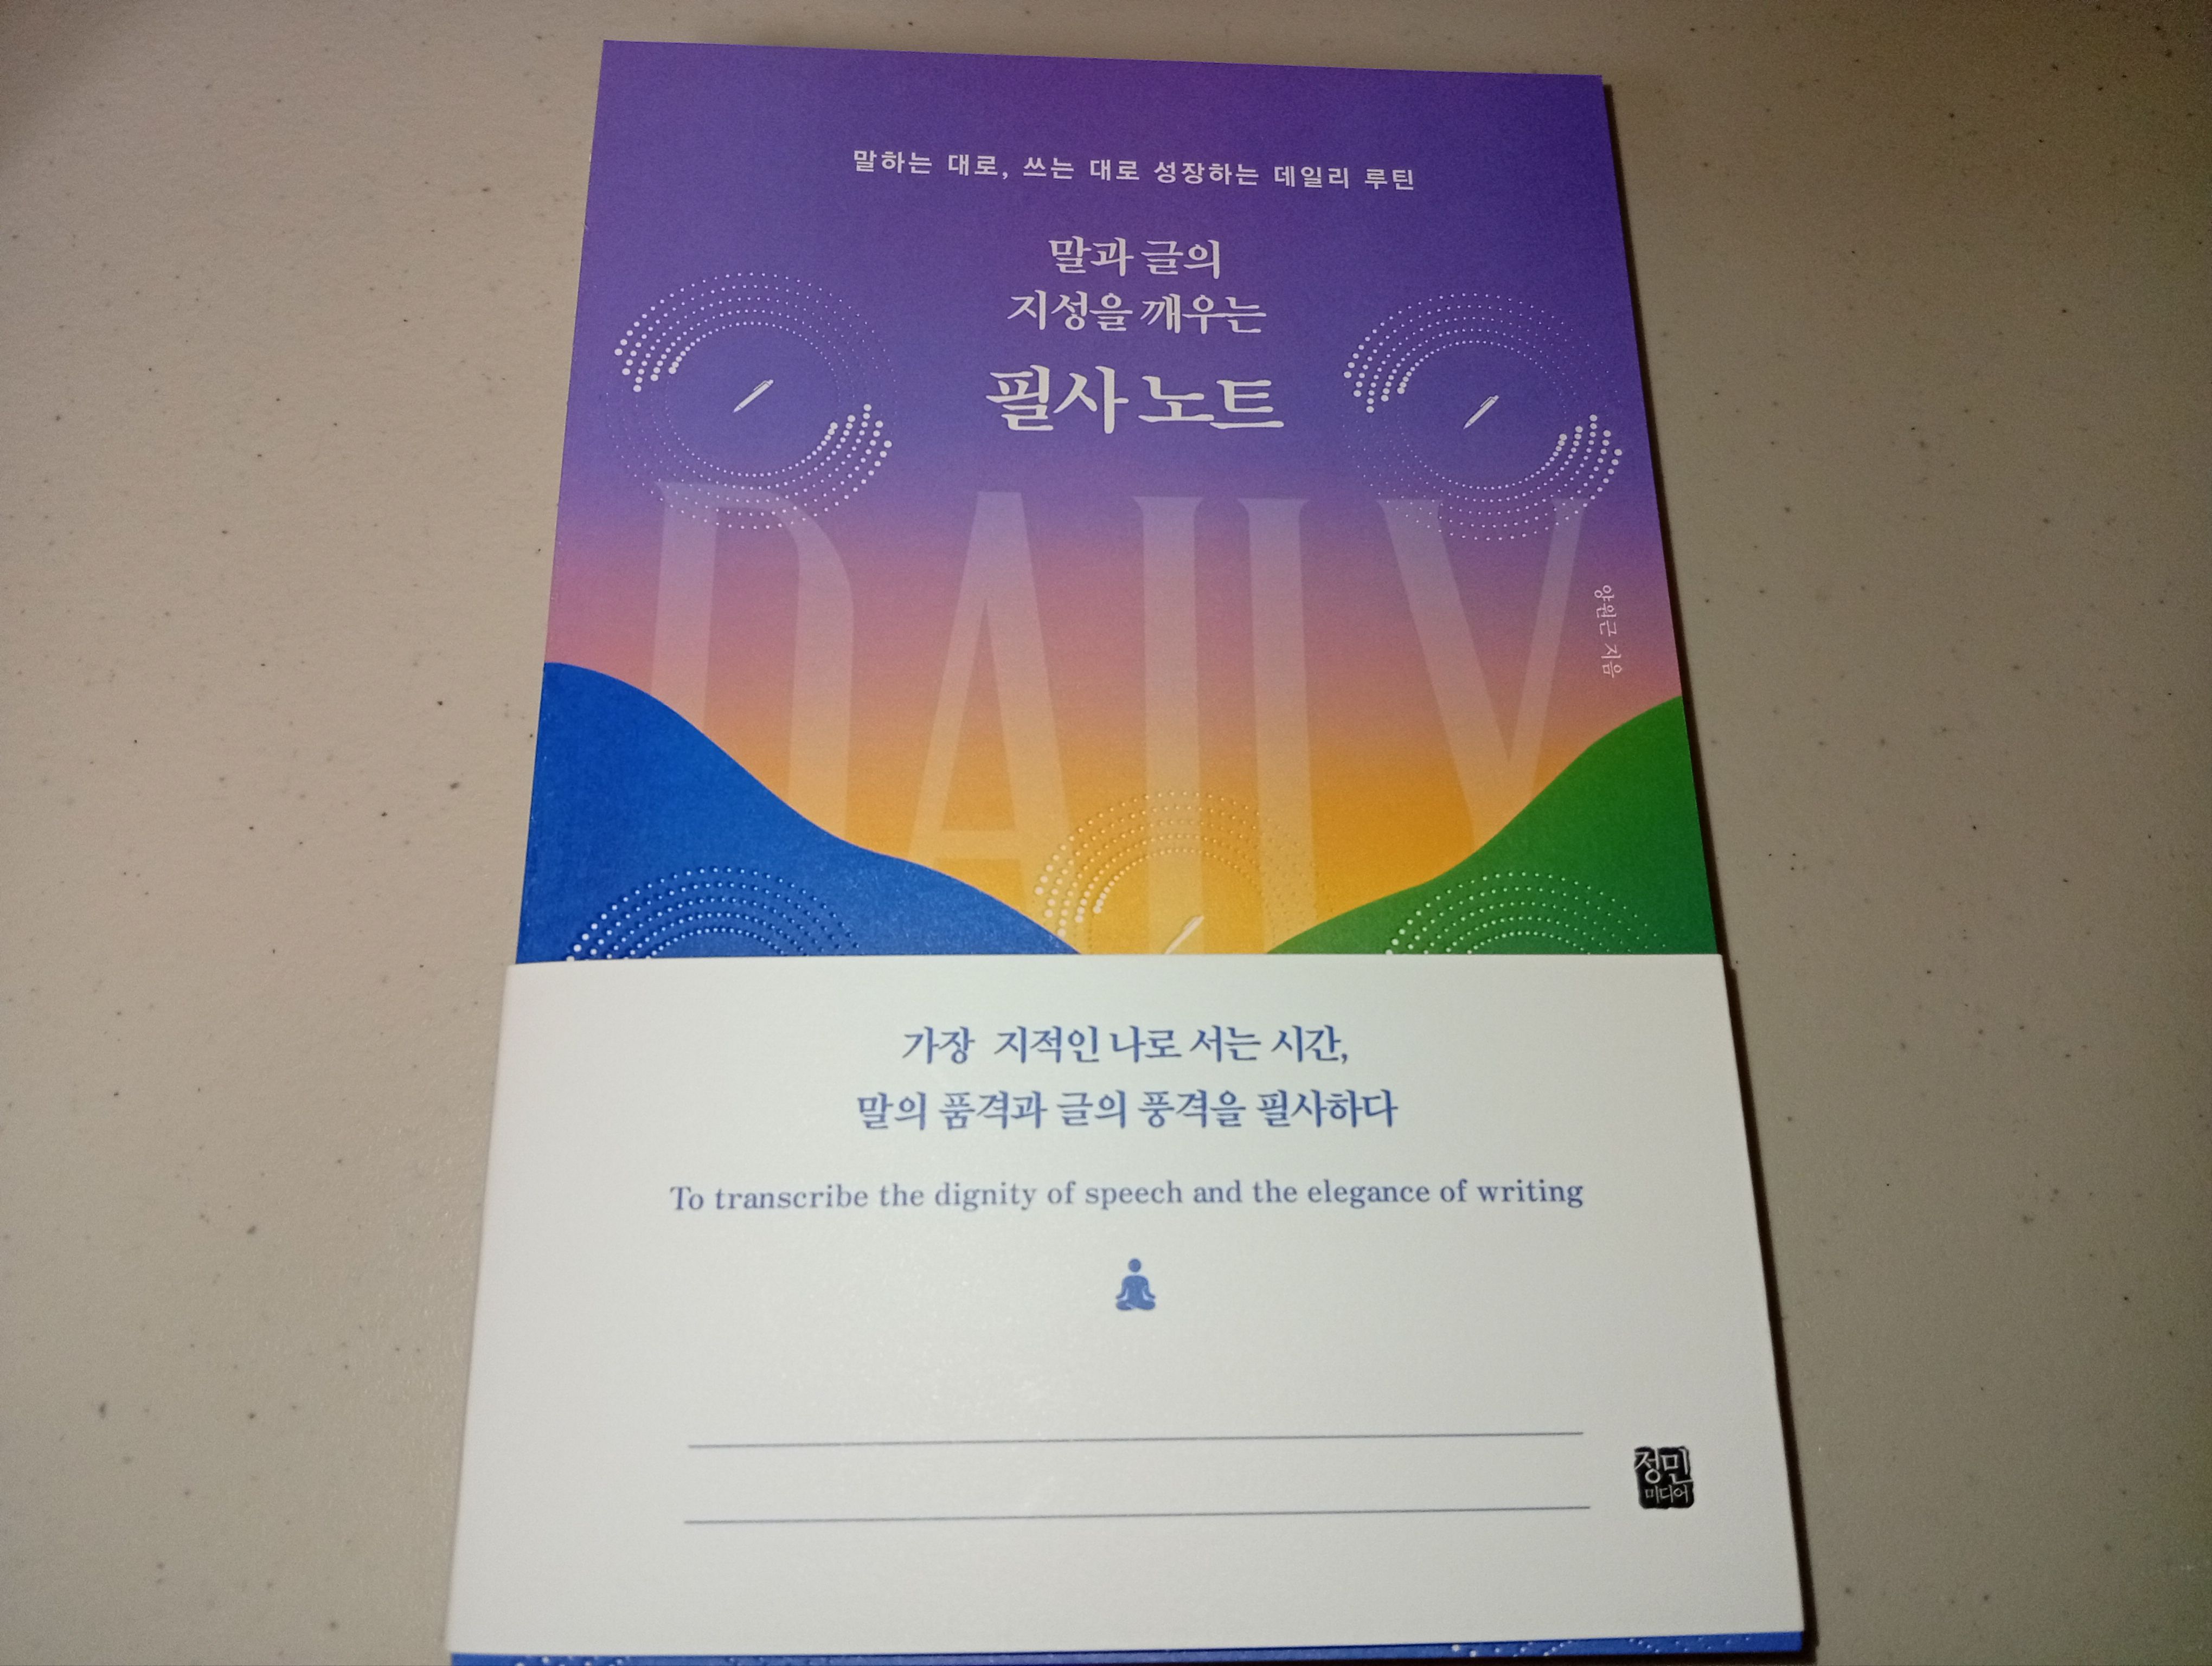 말하는 대로, 쓰는 대로 성장하는 데일리 루틴
말과 글의
지성을 깨우는
필사 노트
DAILY
양원근 지음
가장 지적인 나로 서는 시간,
말의 품격과 글의 풍격을 필사하다
To transcribe the dignity of speech and the elegance of writing
정민
미디어